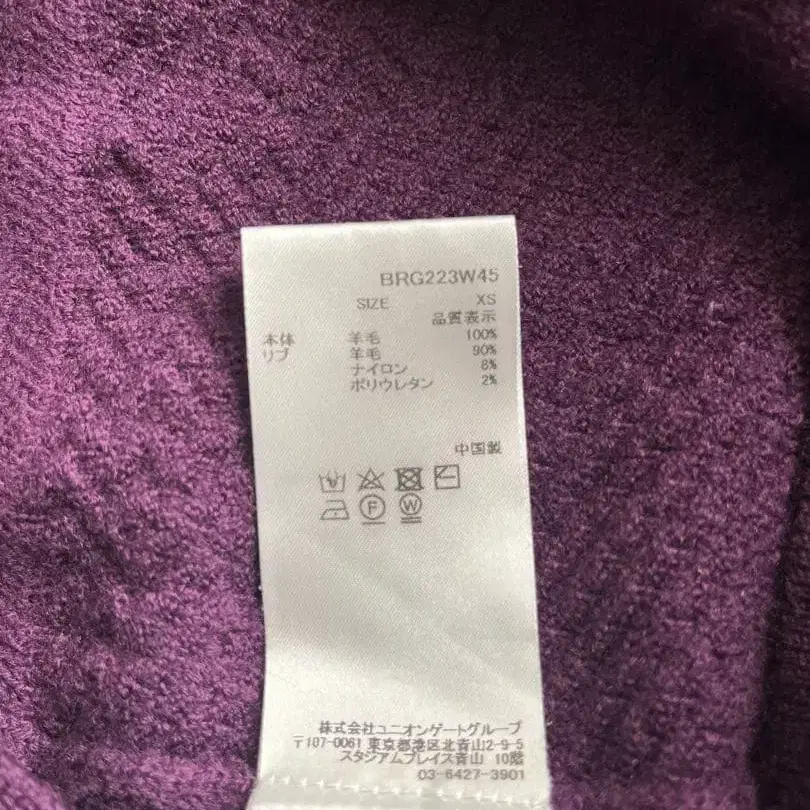 BRG223W45
SIZE XS
品質表示
本体 羊毛 100%
リブ 羊毛 90%
ナイロン 8%
ポリウレタン 2%
中国製
F W
株式会社ユニオンゲートグループ
〒107-0061 東京都港区北青山2-9-5
スタジアムプレイス青山 10階
03-6427-3901